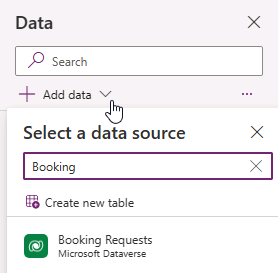 Data
Search
Add data
...
Select a data source
Booking
Create new table
Booking Requests
Microsoft Dataverse